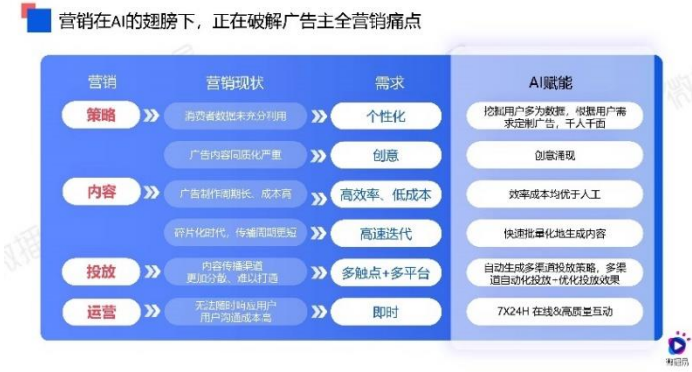 营销在AI的翅膀下，正在破解广告主全营销痛点
营销 营销现状 需求 AI赋能
策略 消费者数据未充分利用 个性化 挖掘用户多为数据，根据用户需
求定制广告，千人千面
广告内容同质化严重 创意 创意涌现
内容 广告制作周期长、成本高 高效率、低成本 效率成本均优于人工
碎片化时代，传播周期更短 高速迭代 快速批量化地生成内容
投放 内容传播渠道
更加分散、难以打通 多触点+多平台 自动生成多渠道投放策略，多渠
道自动化投放+优化投放效果
运营 无法随时响应用户
用户沟通成本高 即时 7X24H 在线&高质量互动